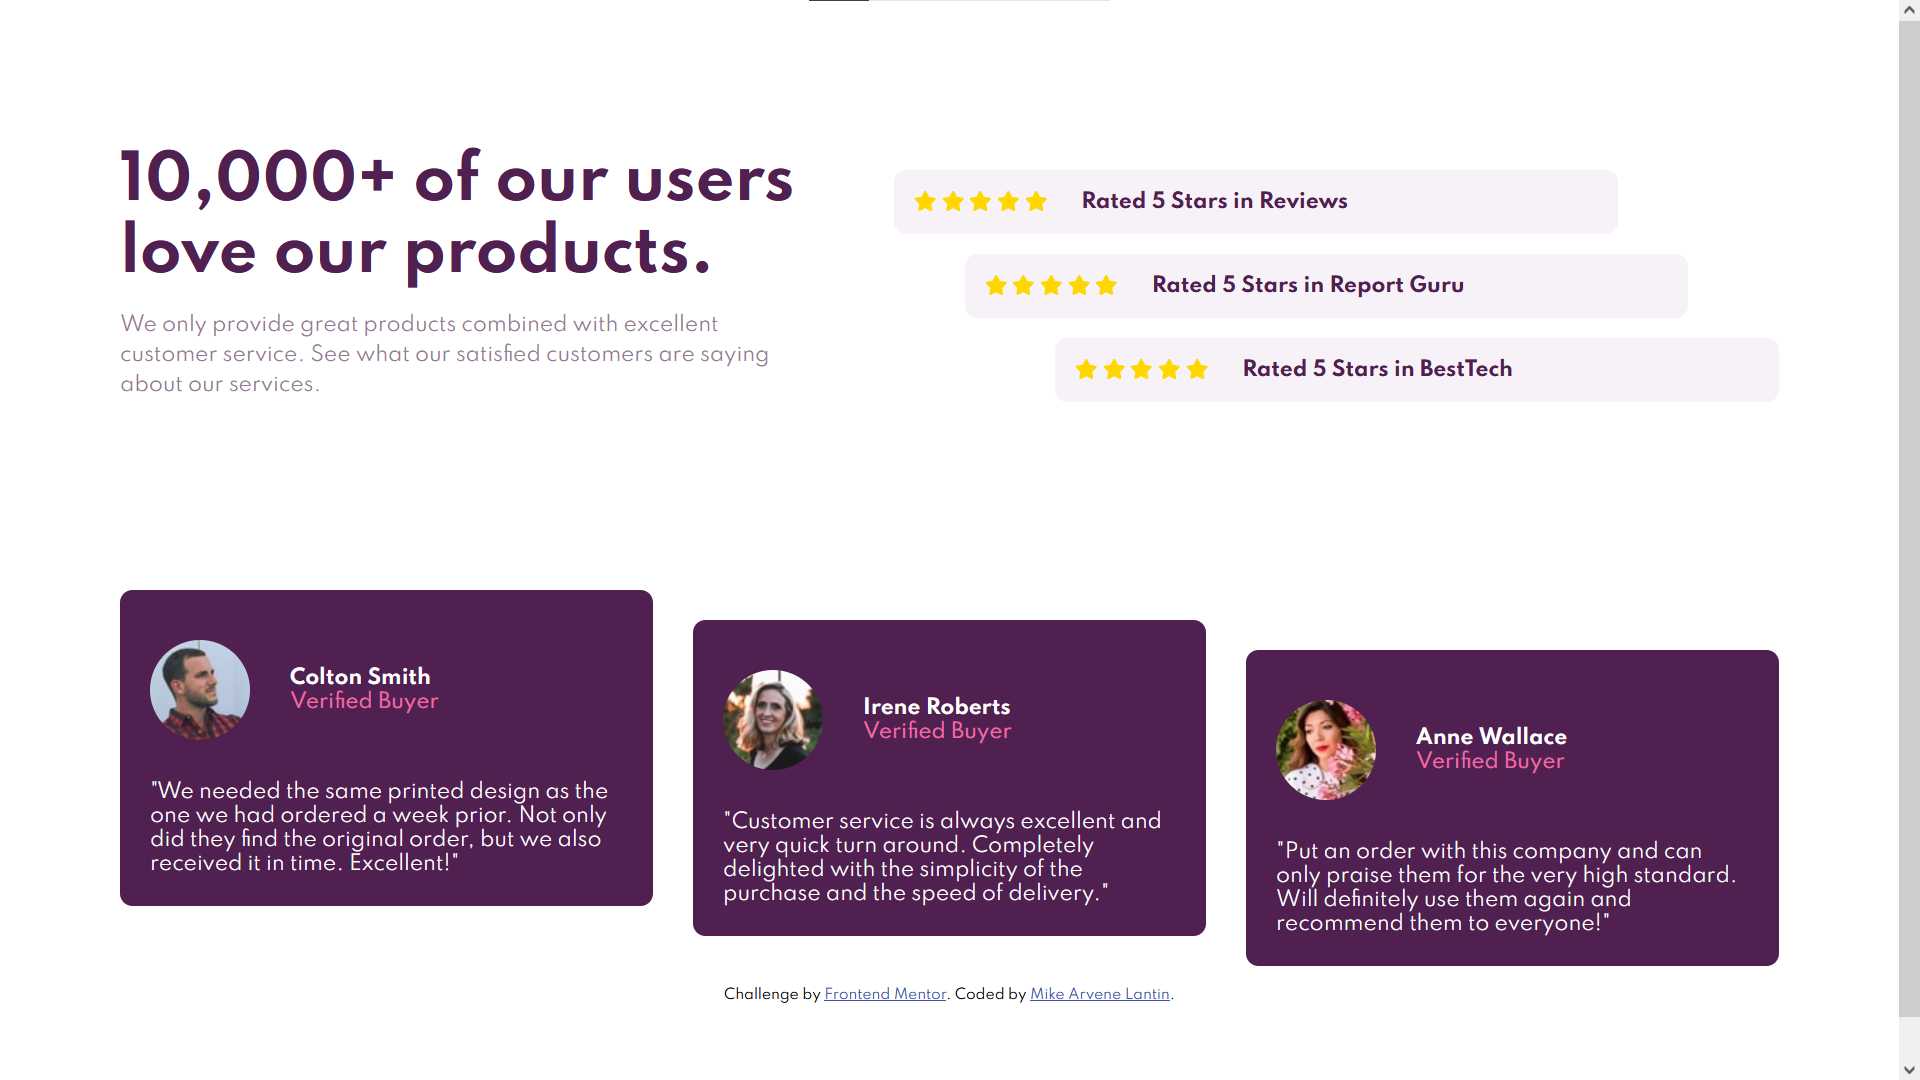 10,000+ of our users
love our products.
We only provide great products combined with excellent
customer service. See what our satisfied customers are saying
about our services.
Rated 5 Stars in Reviews
Rated 5 Stars in Report Guru
Rated 5 Stars in BestTech
Colton Smith
Verified Buyer
"We needed the same printed design as the
one we had ordered a week prior. Not only
did they find the original order, but we also
received it in time. Excellent!"
Irene Roberts
Verified Buyer
"Customer service is always excellent and
very quick turn around. Completely
delighted with the simplicity of the
purchase and the speed of delivery."
Anne Wallace
Verified Buyer
"Put an order with this company and can
only praise them for the very high standard.
Will definitely use them again and
recommend them to everyone!"
Challenge by Frontend Mentor. Coded by Mike Arvene Lantin.